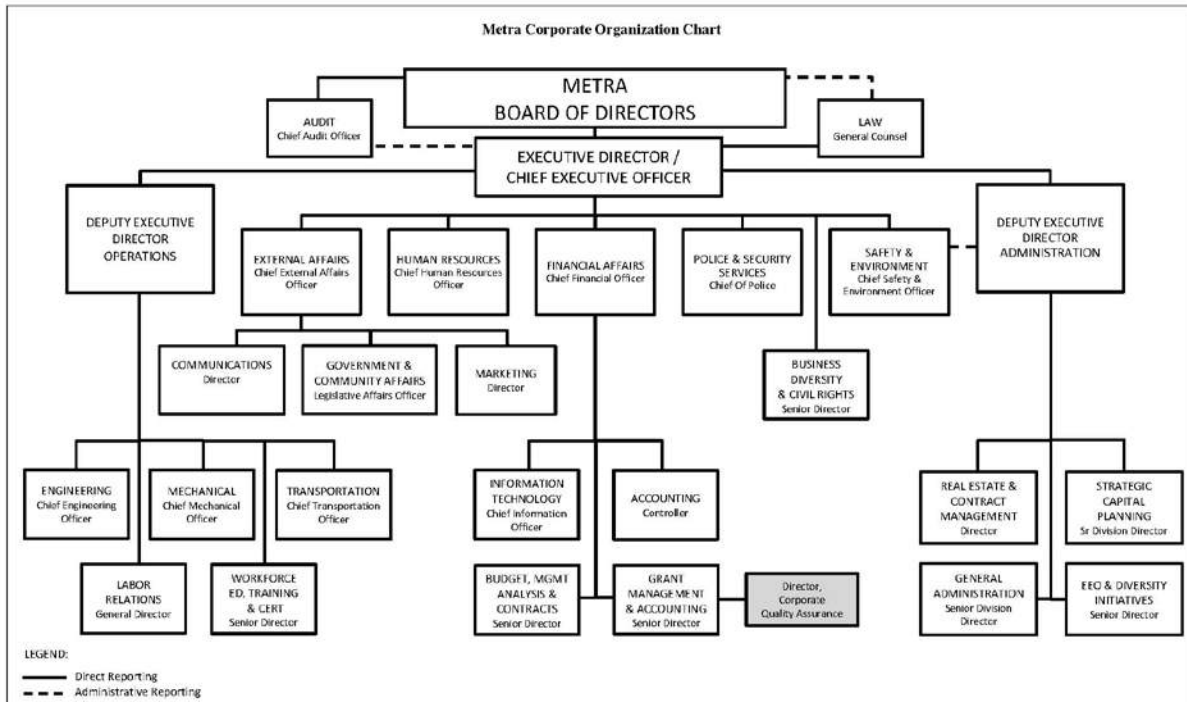 Metra Corporate Organization Chart
METRA
BOARD OF DIRECTORS
AUDIT
Chief Audit Officer
LAW
General Counsel
EXECUTIVE DIRECTOR /
CHIEF EXECUTIVE OFFICER
DEPUTY EXECUTIVE
DIRECTOR
OPERATIONS
EXTERNAL AFFAIRS
Chief External Affairs
Officer
HUMAN RESOURCES
Chief Human Resources
Officer
FINANCIAL AFFAIRS
Chief Financial Officer
POLICE & SECURITY
SERVICES
Chief Of Police
SAFETY &
ENVIRONMENT
Chief Safety &
Environment Officer
DEPUTY EXECUTIVE
DIRECTOR
ADMINISTRATION
COMMUNICATIONS
Director
GOVERNMENT &
COMMUNITY AFFAIRS
Legislative Affairs Officer
MARKETING
Director
BUSINESS
DIVERSITY
& CIVIL RIGHTS
Senior Director
ENGINEERING
Chief Engineering
Officer
MECHANICAL
Chief Mechanical
Officer
TRANSPORTATION
Chief Transportation
Officer
INFORMATION
TECHNOLOGY
Chief Information
Officer
ACCOUNTING
Controller
REAL ESTATE &
CONTRACT
MANAGEMENT
Director
STRATEGIC
CAPITAL
PLANNING
Sr Division Director
LABOR
RELATIONS
General Director
WORKFORCE
ED, TRAINING
& CERT
Senior Director
BUDGET, MGMT
ANALYSIS &
CONTRACTS
Senior Director
GRANT
MANAGEMENT
& ACCOUNTING
Senior Director
Director,
Corporate
Quality Assurance
GENERAL
ADMINISTRATION
Senior Division
Director
EEO & DIVERSITY
INITIATIVES
Senior Director
LEGEND:
Direct Reporting
Administrative Reporting